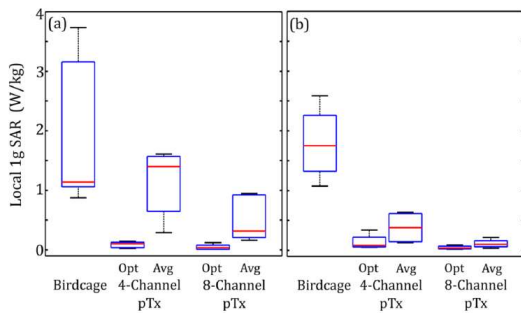 Local 1g SAR (W/kg)
4
3
2
1
0
(a)
(b)
Opt Avg Opt Avg
Birdcage 4-Channel 8-Channel
pTx pTx
Opt Avg Opt Avg
Birdcage 4-Channel 8-Channel
pTx pTx